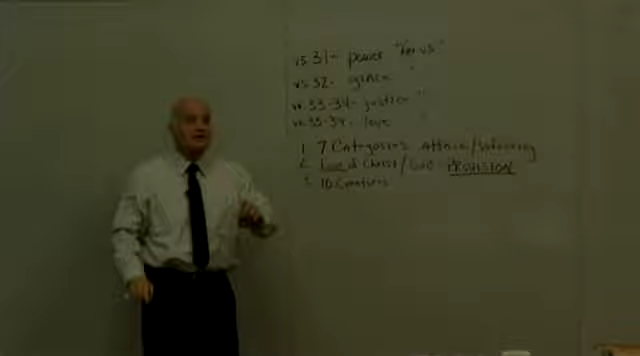 vs. 31- power "for us"
vs. 32- grace "
vs. 33-34- justice "
vs. 35-39- love "
1. 7 Categories Attack/Suffering
2. Love of Christ/God - PROVISION
3. 10 Creatures